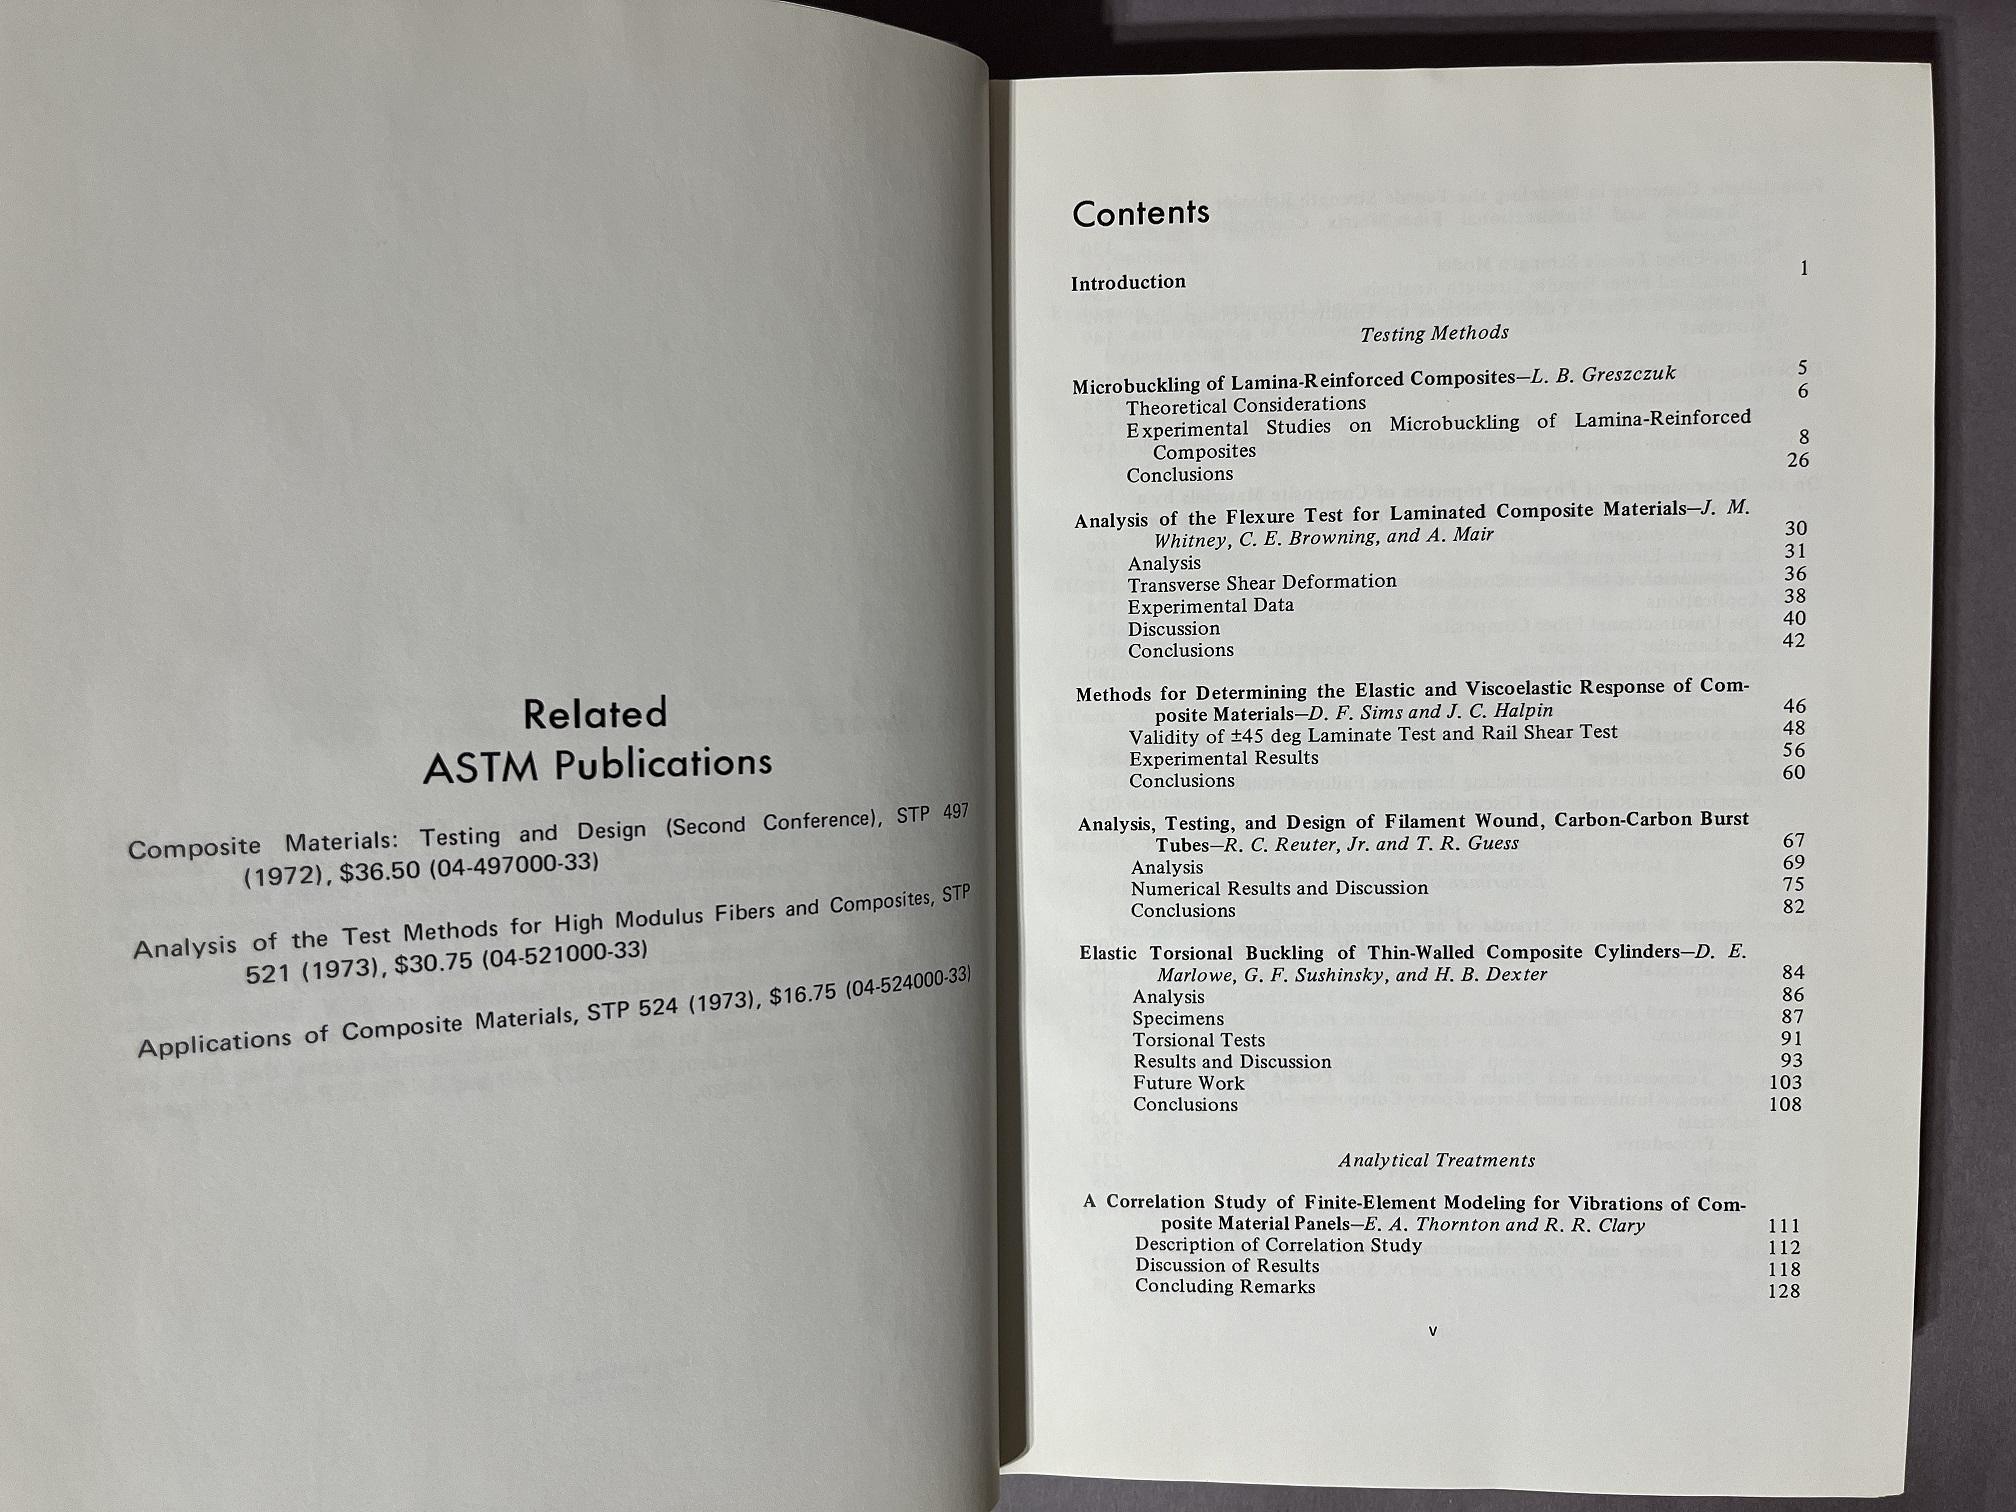 Related
ASTM Publications
Composite Materials: Testing and Design (Second Conference), STP 497
(1972), $36.50 (04-497000-33)
Analysis of the Test Methods for High Modulus Fibers and Composites, STP
521 (1973), $30.75 (04-521000-33)
Applications of Composite Materials, STP 524 (1973), $16.75 (04-524000-33)
Contents
Introduction 1
Testing Methods
Microbuckling of Lamina-Reinforced Composites—L. B. Greszczuk 5
Theoretical Considerations 6
Experimental Studies on Microbuckling of Lamina-Reinforced
Composites 8
Conclusions 26
Analysis of the Flexure Test for Laminated Composite Materials—J. M.
Whitney, C. E. Browning, and A. Mair 30
Analysis 31
Transverse Shear Deformation 36
Experimental Data 38
Discussion 40
Conclusions 42
Methods for Determining the Elastic and Viscoelastic Response of Com-
posite Materials—D. F. Sims and J. C. Halpin 46
Validity of ±45 deg Laminate Test and Rail Shear Test 48
Experimental Results 56
Conclusions 60
Analysis, Testing, and Design of Filament Wound, Carbon-Carbon Burst
Tubes—R. C. Reuter, Jr. and T. R. Guess 67
Analysis 69
Numerical Results and Discussion 75
Conclusions 82
Elastic Torsional Buckling of Thin-Walled Composite Cylinders—D. E.
Marlowe, G. F. Sushinsky, and H. B. Dexter 84
Analysis 86
Specimens 87
Torsional Tests 91
Results and Discussion 93
Future Work 103
Conclusions 108
Analytical Treatments
A Correlation Study of Finite-Element Modeling for Vibrations of Com-
posite Material Panels—E. A. Thornton and R. R. Clary 111
Description of Correlation Study 112
Discussion of Results 118
Concluding Remarks 128
v